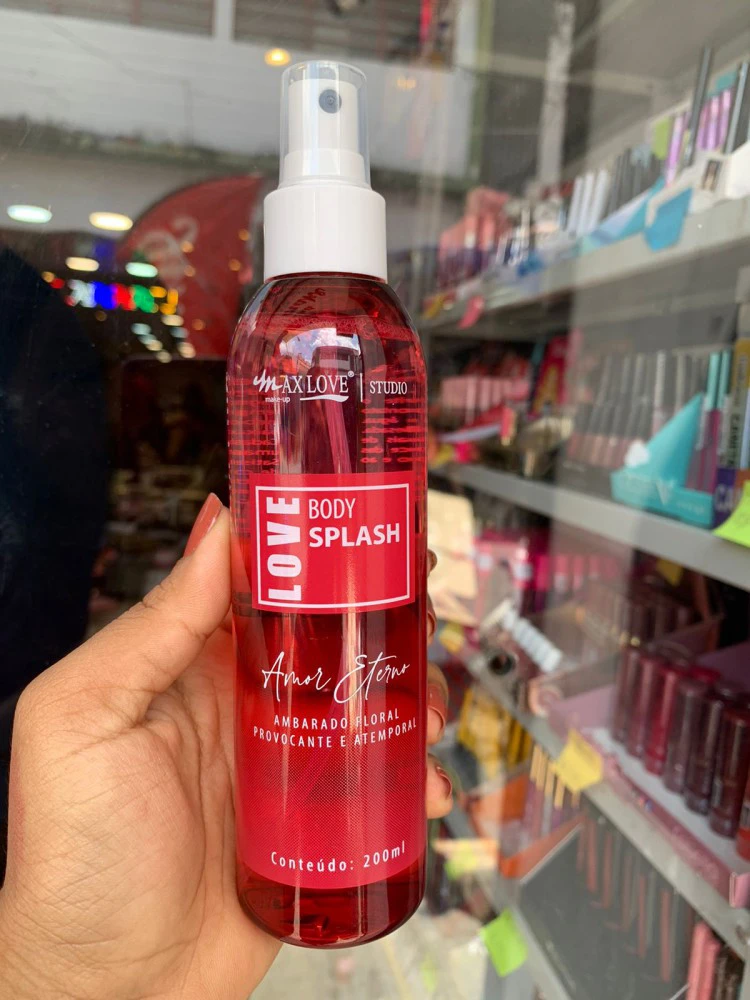 MAX LOVE® | STUDIO
make-up
LOVE
BODY
SPLASH
Amor Eterno
AMBARADO FLORAL
PROVOCANTE E ATEMPORAL
Conteúdo: 200ml